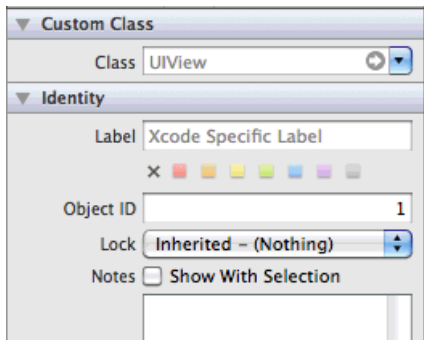 Custom Class
Class UIView
Identity
Label Xcode Specific Label
Object ID 1
Lock Inherited - (Nothing)
Notes Show With Selection